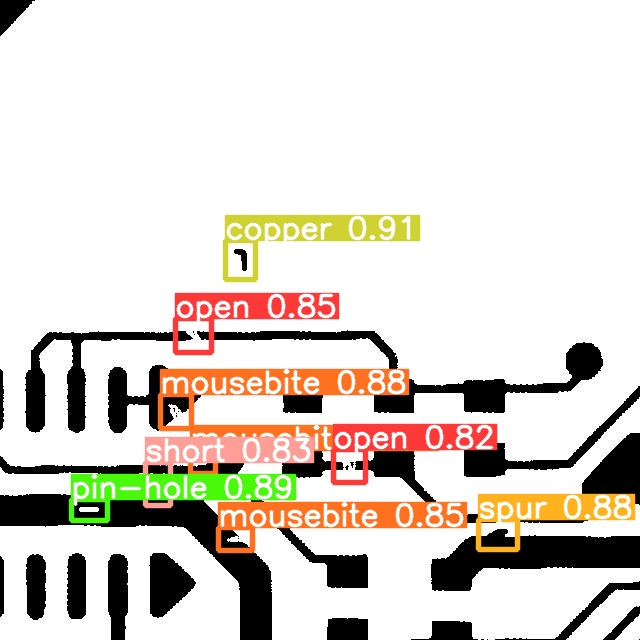 copper 0.91
open 0.85
mousebite 0.88
open 0.82
short 0.83
pin-hole 0.89
spur 0.88
mousebite 0.85